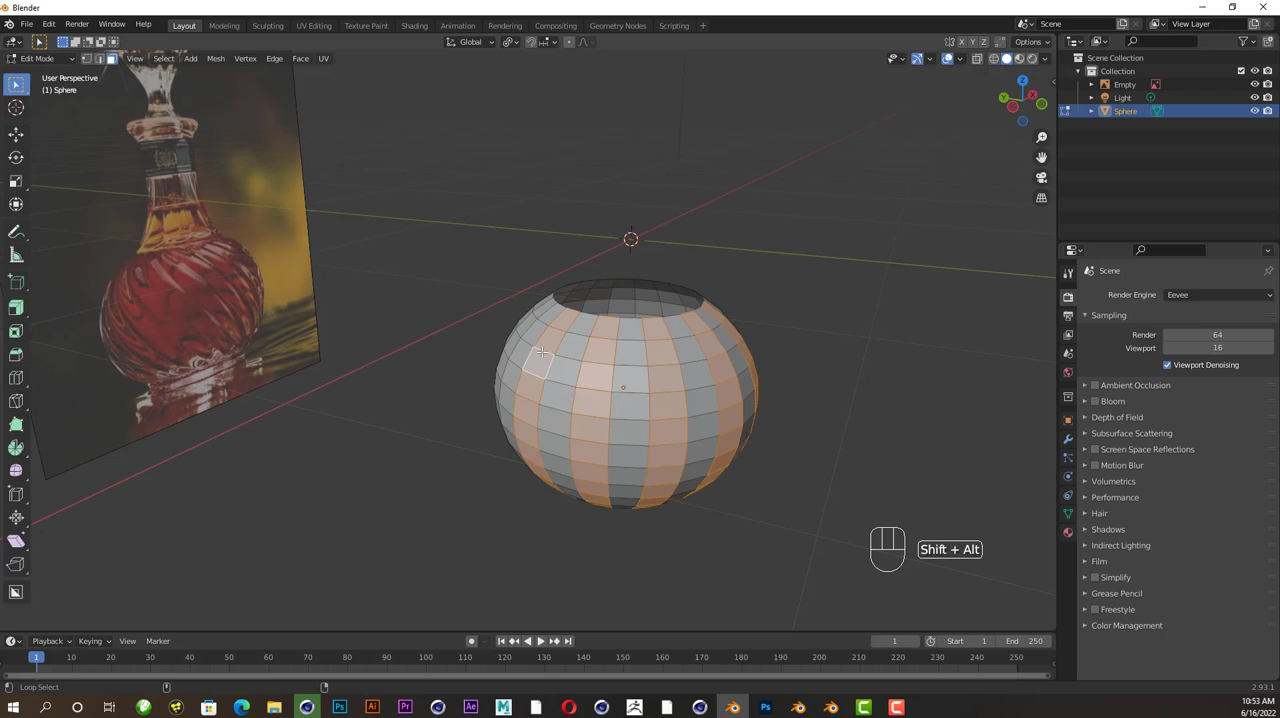 Blender
File Edit Render Window Help Layout Modeling Sculpting UV Editing Texture Paint Shading Animation Rendering Compositing Geometry Nodes Scripting + Scene View Layer
Global X Y Z Options
Edit Mode View Select Add Mesh Vertex Edge Face UV
User Perspective
(1) Sphere
Z
Y
X
Scene Collection
Collection
Empty
Light
Sphere
Scene
Render Engine Eevee
Sampling
Render 64
Viewport 16
Viewport Denoising
Ambient Occlusion
Bloom
Depth of Field
Subsurface Scattering
Screen Space Reflections
Motion Blur
Volumetrics
Performance
Hair
Shadows
Indirect Lighting
Film
Simplify
Grease Pencil
Freestyle
Color Management
Shift + Alt
Playback Keying View Marker 1 Start 1 End 250
1 10 20 30 40 50 60 70 80 90 100 110 120 130 140 150 160 170 180 190 200 210 220 230 240 250
Loop Select 2.93.1
Ps Ai Pr Ae M Ps
10:53 AM
6/16/2022